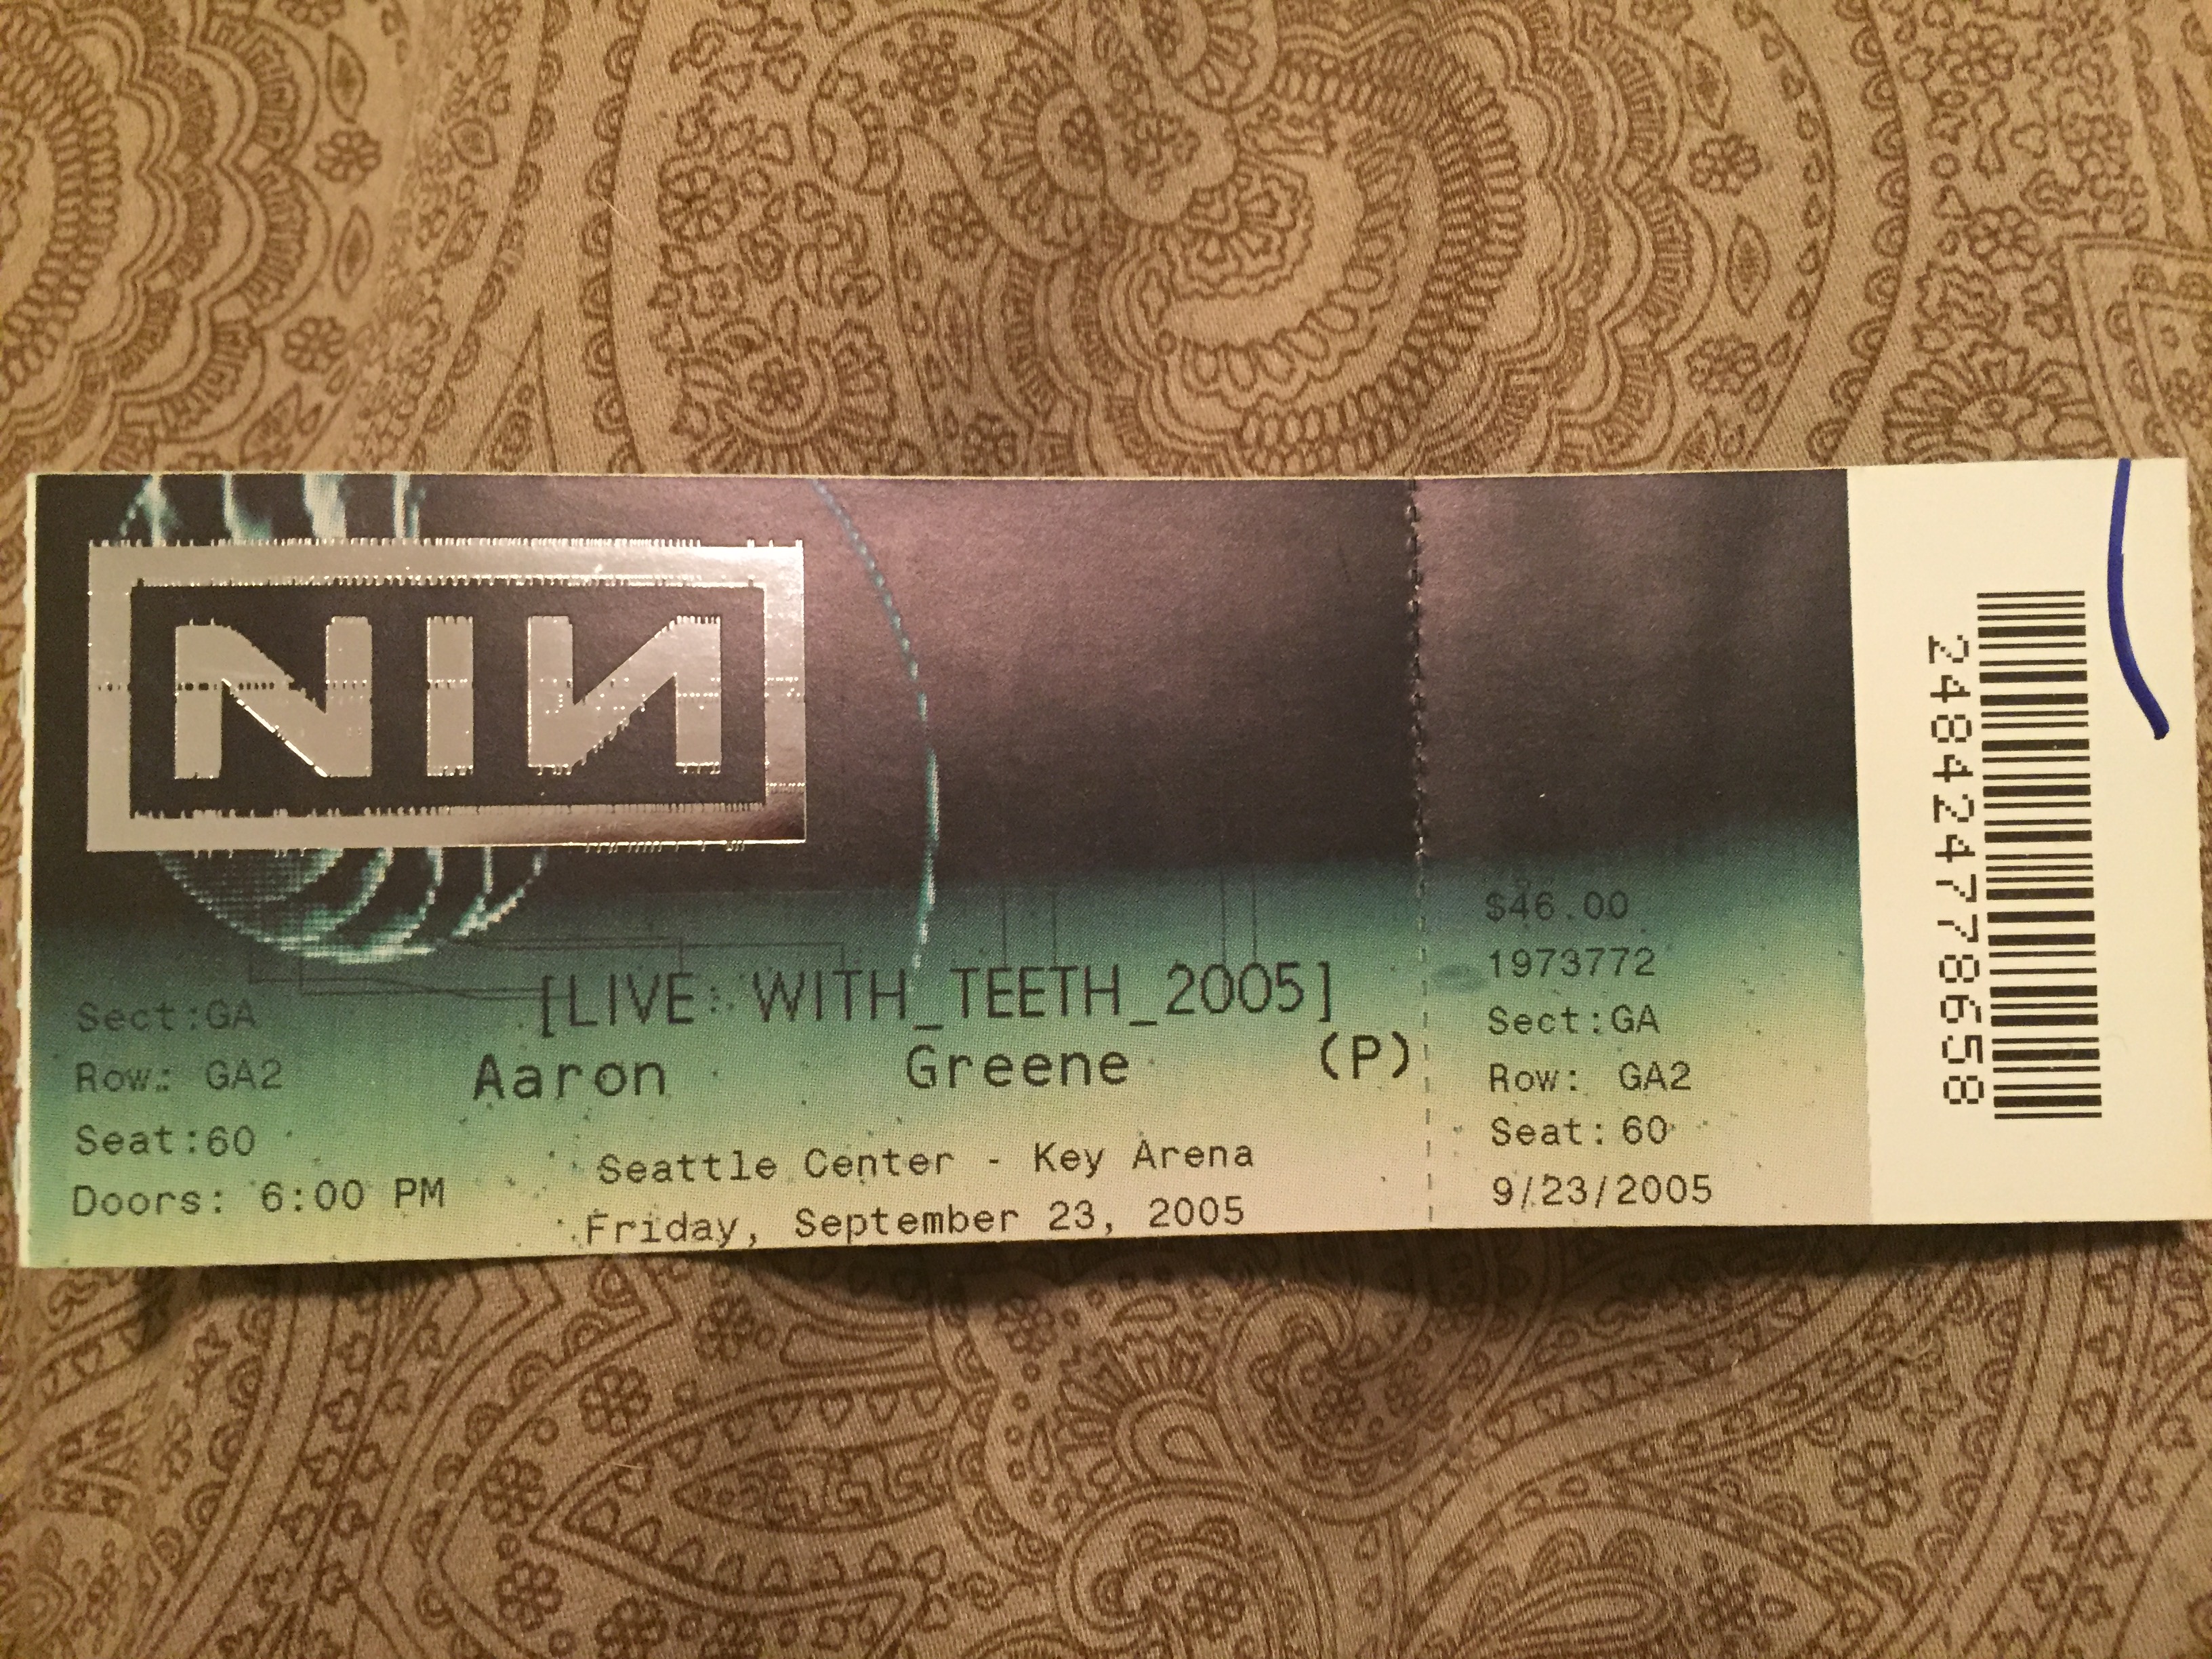 NIN
[LIVE: WITH_TEETH_2005]
Aaron Greene (P)
Seattle Center - Key Arena
Friday, September 23, 2005
Sect:GA
Row: GA2
Seat:60
Doors: 6:00 PM
$46.00
1973772
Sect:GA
Row: GA2
Seat: 60
9/23/2005
248424778658